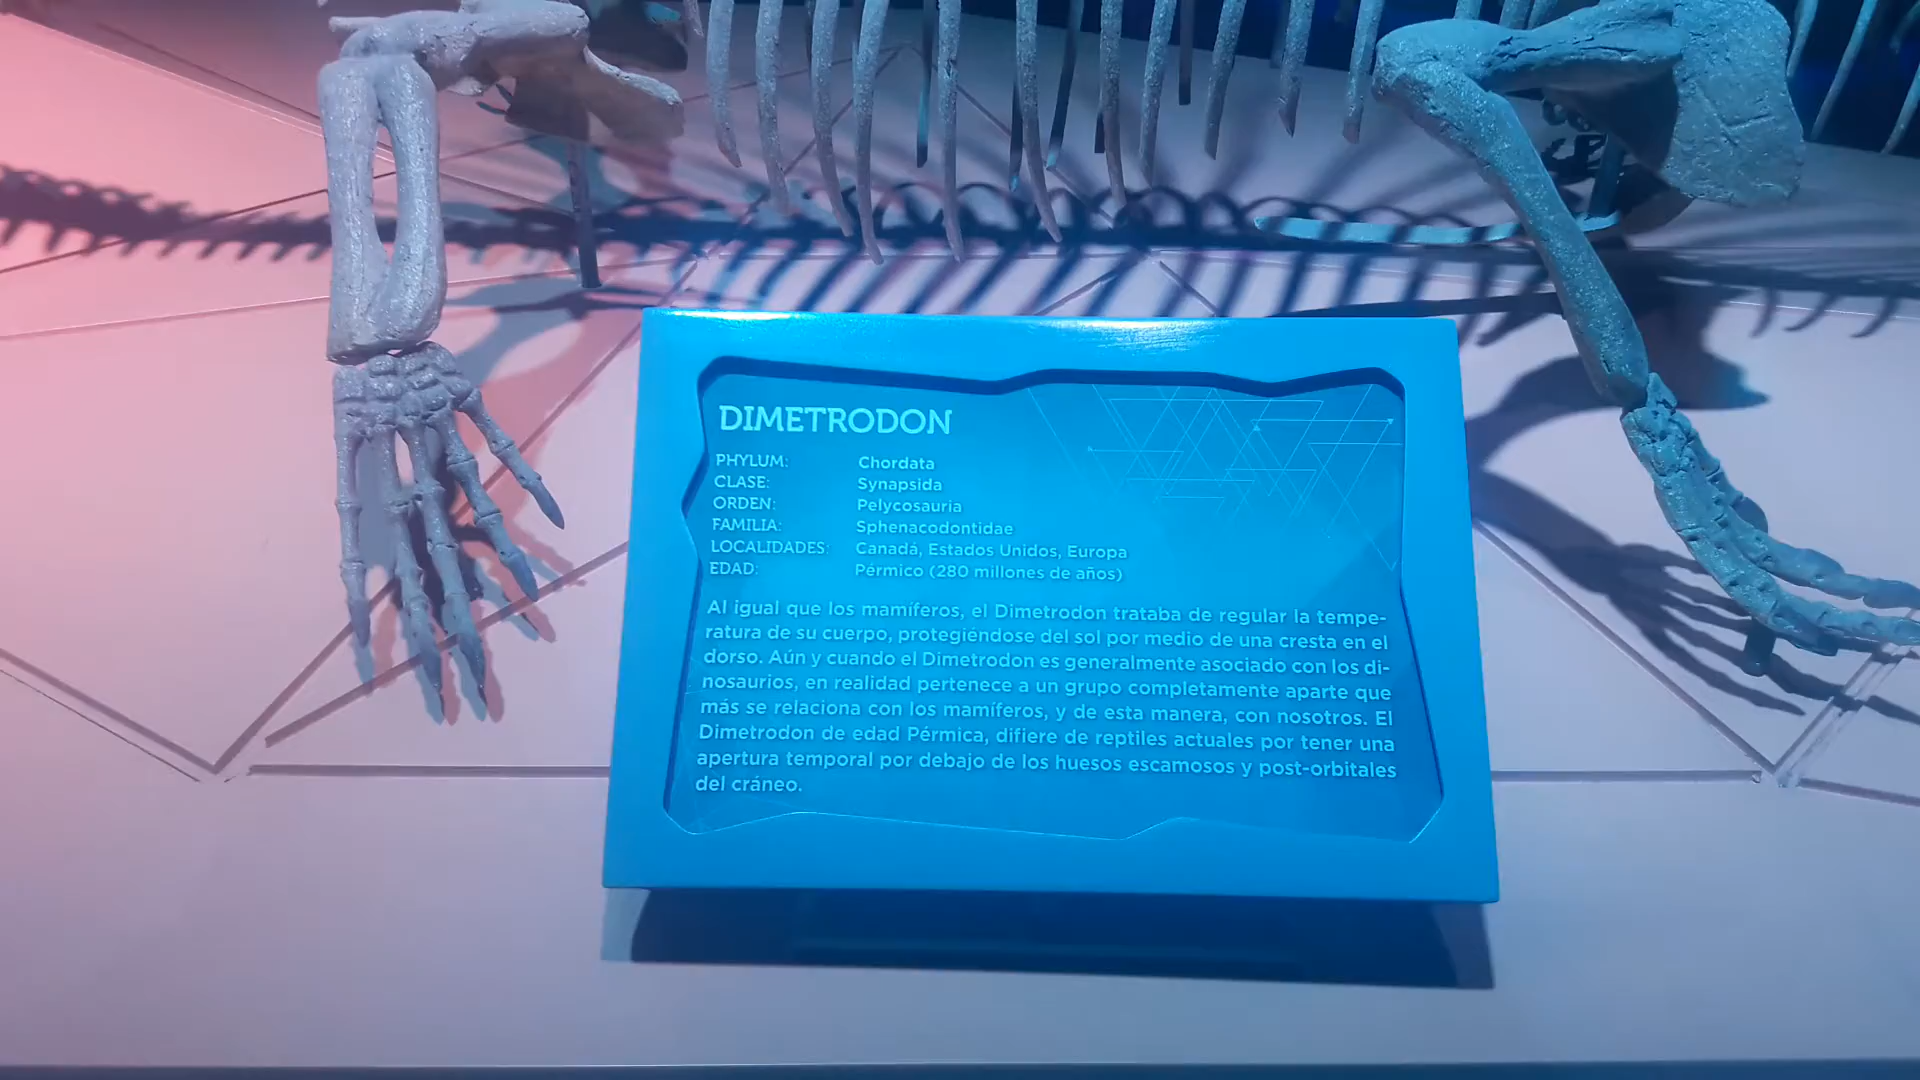 DIMETRODON
PHYLUM: Chordata
CLASE: Synapsida
ORDEN: Pelycosauria
FAMILIA: Sphenacodontidae
LOCALIDADES: Canadá, Estados Unidos, Europa
EDAD: Pérmico (280 millones de años)
Al igual que los mamíferos, el Dimetrodon trataba de regular la tempe-
ratura de su cuerpo, protegiéndose del sol por medio de una cresta en el
dorso. Aún y cuando el Dimetrodon es generalmente asociado con los di-
nosaurios, en realidad pertenece a un grupo completamente aparte que
más se relaciona con los mamíferos, y de esta manera, con nosotros. El
Dimetrodon de edad Pérmica, difiere de reptiles actuales por tener una
apertura temporal por debajo de los huesos escamosos y post-orbitales
del cráneo.